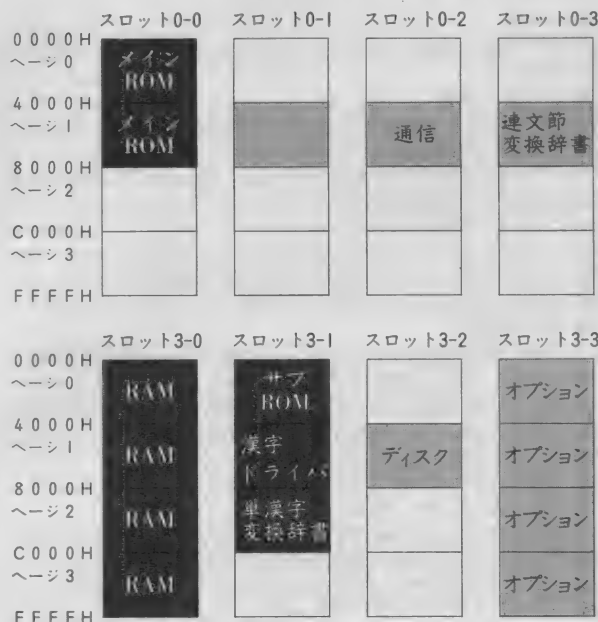 スロット0-0 スロット0-1 スロット0-2 スロット0-3
0000H
ページ0 メイン
ROM
4000H
ページ1 メイン
ROM 通信 連文節
変換辞書
8000H
ページ2
C000H
ページ3
FFFFH
スロット3-0 スロット3-1 スロット3-2 スロット3-3
0000H
ページ0 RAM サブ
ROM オプション
4000H
ページ1 RAM 漢字
ドライバ ディスク オプション
8000H
ページ2 RAM 単漢字
変換辞書 オプション
C000H
ページ3 RAM オプション
FFFFH